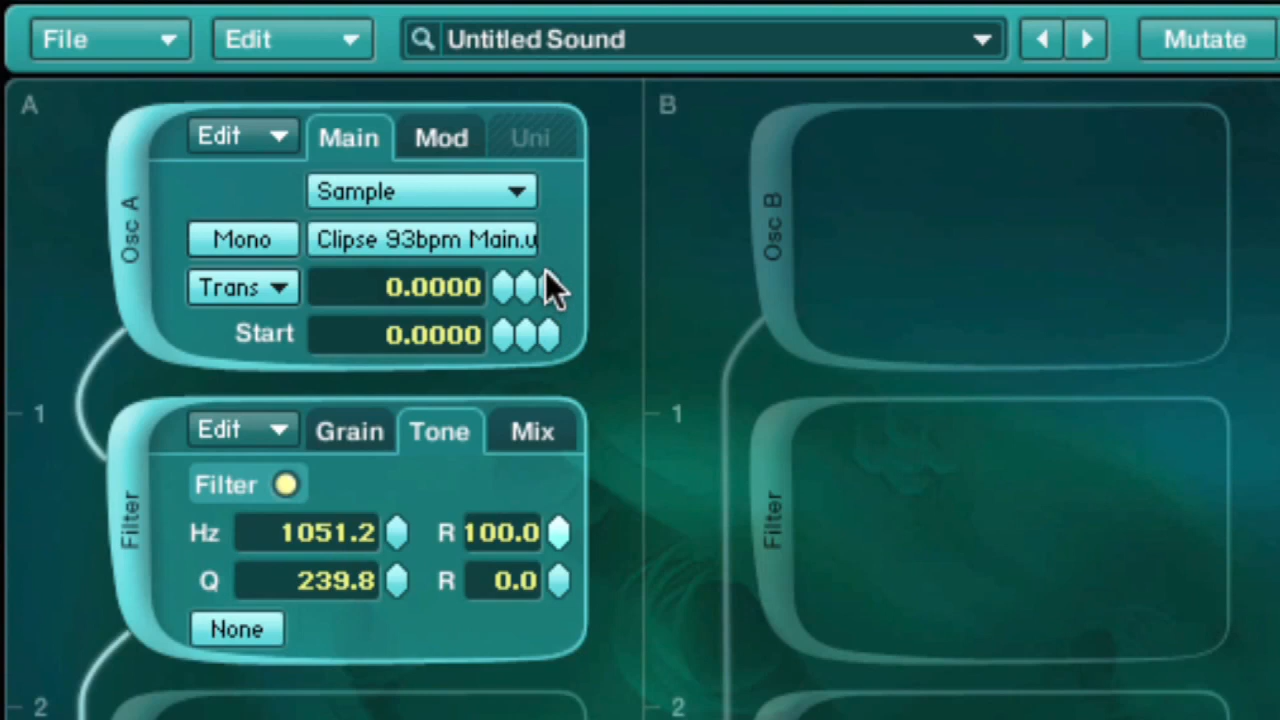 File Edit Untitled Sound Mutate
A B
Edit Main Mod Uni
Sample
Mono Clipse 93bpm Main.
Trans 0.0000
Start 0.0000
Osc A
Osc B
1 1
Edit Grain Tone Mix
Filter
Hz 1051.2 R 100.0
Q 239.8 R 0.0
None
Filter
Filter
2 2